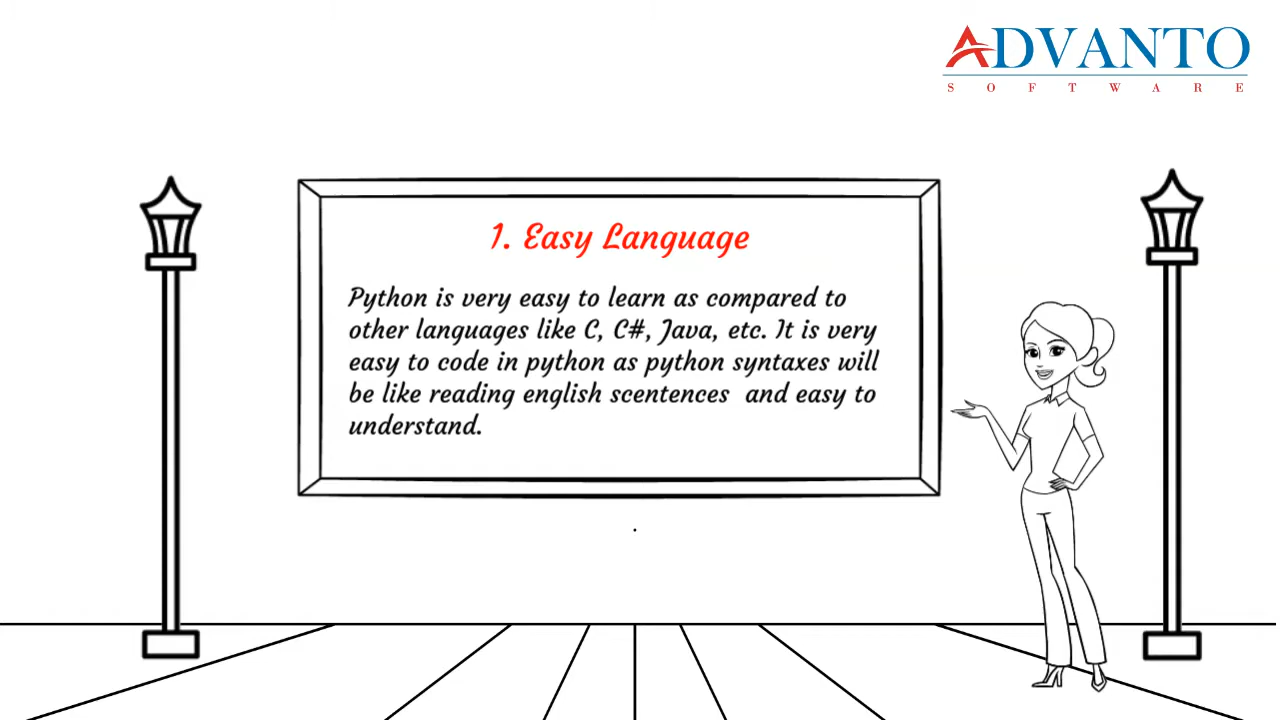 ADVANTO
SOFTWARE
1. Easy Language
Python is very easy to learn as compared to
other languages like C, C#, Java, etc. It is very
easy to code in python as python syntaxes will
be like reading english scentences and easy to
understand.